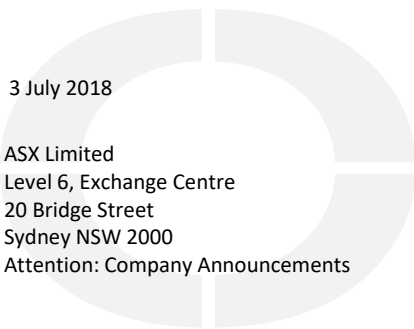 3 July 2018
ASX Limited
Level 6, Exchange Centre
20 Bridge Street
Sydney NSW 2000
Attention: Company Announcements